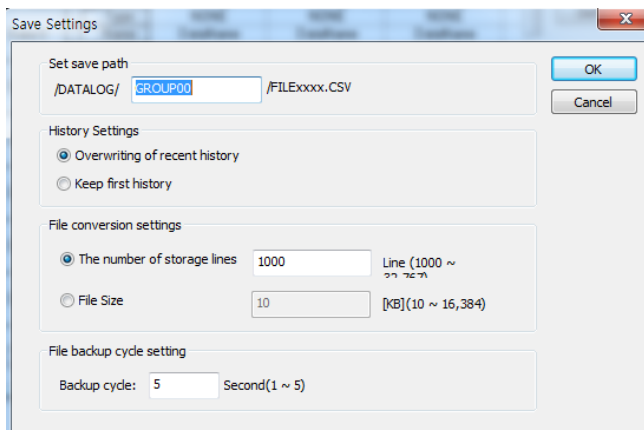 Save Settings
Set save path
/DATALOG/ GROUP00 /FILExxxx.CSV
OK
Cancel
History Settings
Overwriting of recent history
Keep first history
File conversion settings
The number of storage lines 1000 Line (1000 ~
32,767)
File Size 10 [KB](10 ~ 16,384)
File backup cycle setting
Backup cycle: 5 Second(1 ~ 5)